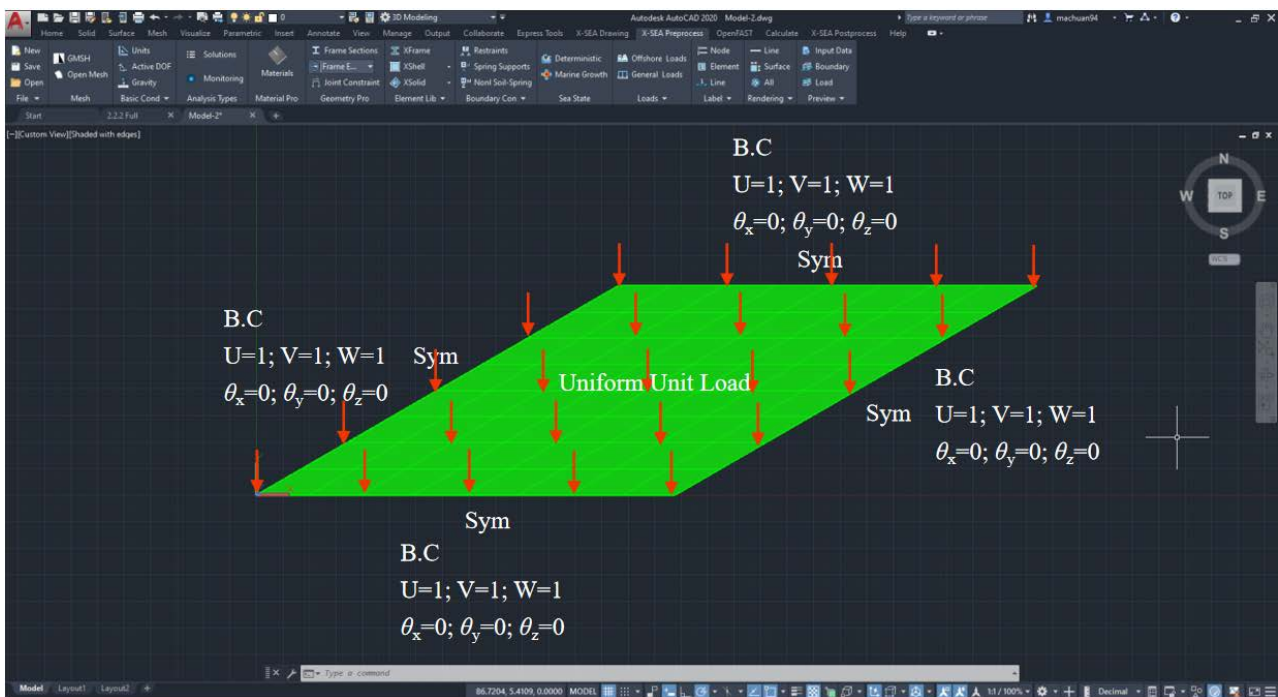 3D Modeling
Autodesk AutoCAD 2020 Model-2.dwg
Type a keyword or phrase
machuan94
Home Solid Surface Mesh Visualize Parametric Insert Annotate View Manage Output Collaborate Express Tools X-SEA Drawing X-SEA Preprocess OpenFAST Calculate X-SEA Postprocess Help
New
Save
Open
File
GMSH
Open Mesh
Mesh
Units
Active DOF
Gravity
Basic Cond
Solutions
Monitoring
Analysis Types
Materials
Material Pro
Frame Sections
Frame E...
Joint Constraint
Geometry Pro
XFrame
XShell
XSolid
Element Lib
Restraints
Spring Supports
Nonl Soil-Spring
Boundary Con
Deterministic
Marine Growth
Sea State
Offshore Loads
General Loads
Loads
Node
Element
Line
Label
Line
Surface
All
Rendering
Input Data
Boundary
Load
Preview
Start 2.2.2 Full Model-2*
[-][Custom View][Shaded with edges]
N
W TOP E
S
WCS
B.C
U=1; V=1; W=1
θx=0; θy=0; θz=0
Sym
B.C
U=1; V=1; W=1 Sym
θx=0; θy=0; θz=0
Uniform Unit Load
B.C
Sym U=1; V=1; W=1
θx=0; θy=0; θz=0
Sym
B.C
U=1; V=1; W=1
θx=0; θy=0; θz=0
Type a command
Model Layout1 Layout2 +
86.7204, 5.4109, 0.0000 MODEL
1:1 / 100%
Decimal